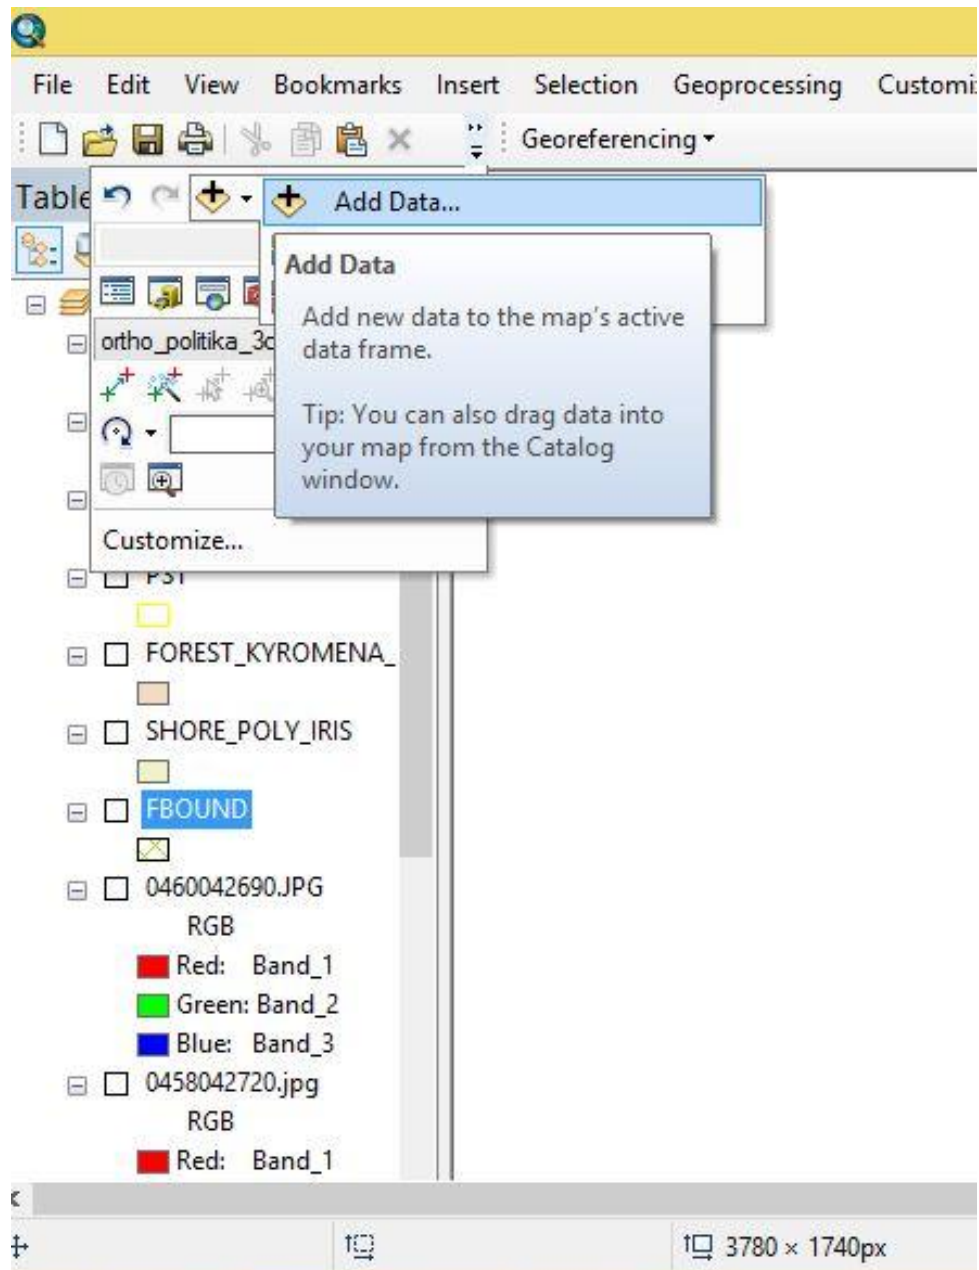 File Edit View Bookmarks Insert Selection Geoprocessing
Georeferencing
Table
Add Data...
Add Data
Add new data to the map's active
data frame.
Tip: You can also drag data into
your map from the Catalog
window.
Customize...
FOREST_KYROMENA_
SHORE_POLY_IRIS
FBOUND
0460042690.JPG
RGB
Red: Band_1
Green: Band_2
Blue: Band_3
0458042720.jpg
RGB
Red: Band_1
3780 × 1740px